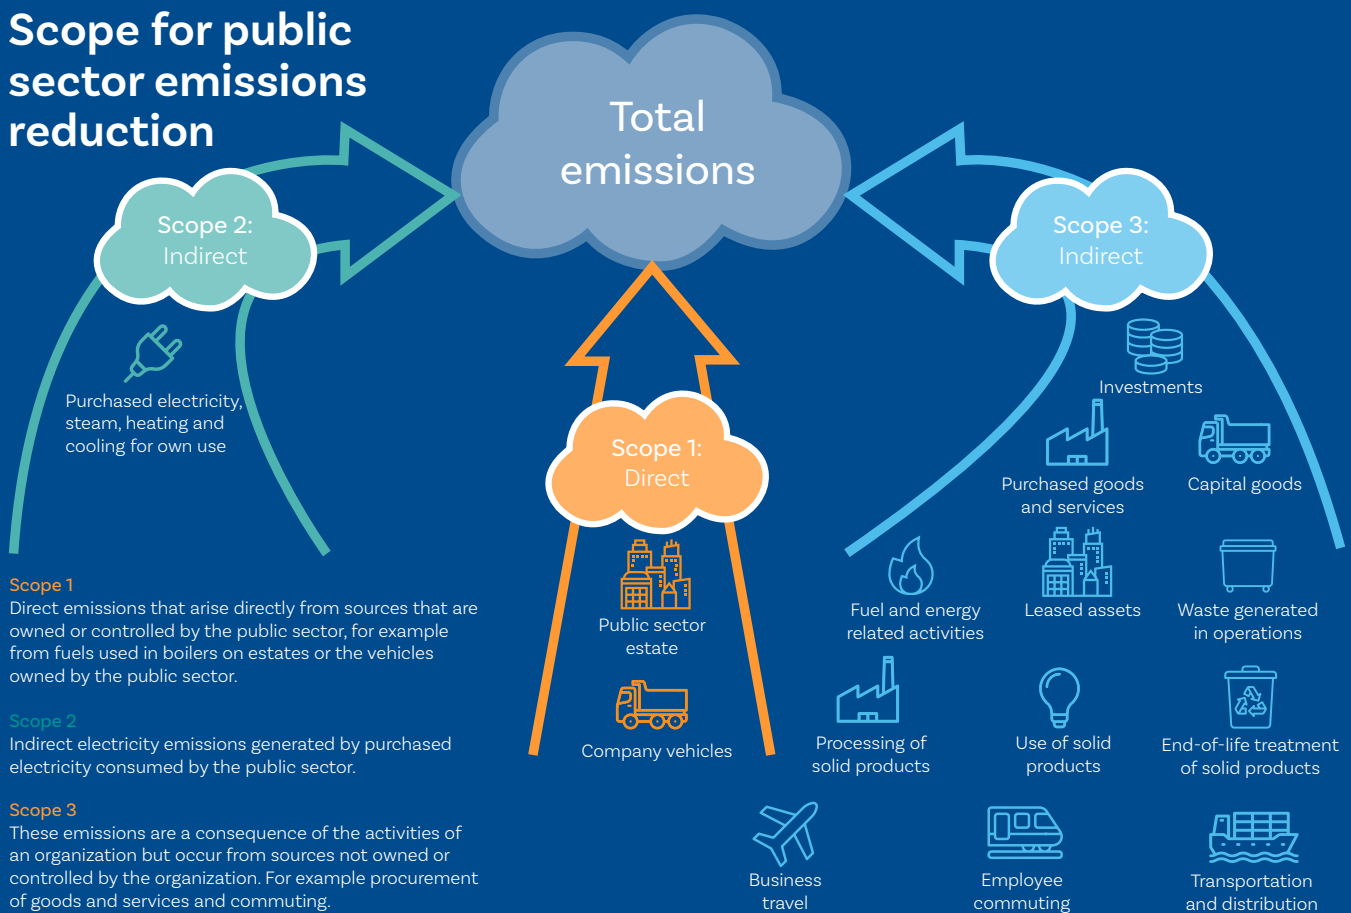 Scope for public
sector emissions
reduction
Total
emissions
Scope 2:
Indirect
Purchased electricity,
steam, heating and
cooling for own use
Scope 1:
Direct
Public sector
estate
Company vehicles
Scope 3:
Indirect
Investments
Purchased goods
and services
Capital goods
Fuel and energy
related activities
Leased assets
Waste generated
in operations
Processing of
solid products
Use of solid
products
End-of-life treatment
of solid products
Business
travel
Employee
commuting
Transportation
and distribution
Scope 1
Direct emissions that arise directly from sources that are
owned or controlled by the public sector, for example
from fuels used in boilers on estates or the vehicles
owned by the public sector.
Scope 2
Indirect electricity emissions generated by purchased
electricity consumed by the public sector.
Scope 3
These emissions are a consequence of the activities of
an organization but occur from sources not owned or
controlled by the organization. For example procurement
of goods and services and commuting.